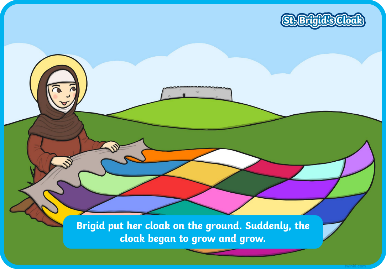 St. Brigid's Cloak
Brigid put her cloak on the ground. Suddenly, the
cloak began to grow and grow.